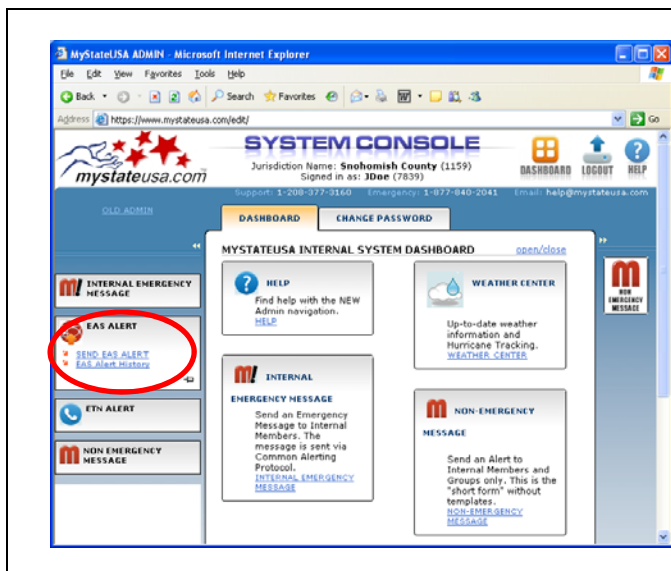 MyStateUSA ADMIN - Microsoft Internet Explorer
File Edit View Favorites Tools Help
Back Search Favorites
Address https://www.mystateusa.com/edit/ Go
mystateusa.com
SYSTEM CONSOLE
Jurisdiction Name: Snohomish County (1159)
Signed in as: JDoe (7839)
DASHBOARD LOGOUT HELP
Support: 1-208-377-3160 Emergency: 1-877-840-2041 Email: help@mystateusa.com
OLD ADMIN
DASHBOARD CHANGE PASSWORD
MYSTATEUSA INTERNAL SYSTEM DASHBOARD open/close
INTERNAL EMERGENCY
MESSAGE
EAS ALERT
SEND EAS ALERT
EAS Alert History
ETN ALERT
NON EMERGENCY
MESSAGE
HELP
Find help with the NEW
Admin navigation.
HELP
WEATHER CENTER
Up-to-date weather
information and
Hurricane Tracking.
WEATHER CENTER
INTERNAL
EMERGENCY MESSAGE
Send an Emergency
Message to Internal
Members. The
message is sent via
Common Alerting
Protocol.
INTERNAL EMERGENCY
MESSAGE
NON-EMERGENCY
MESSAGE
Send an Alert to
Internal Members and
Groups only. This is the
"short form" without
templates.
NON-EMERGENCY
MESSAGE
NON
EMERGENCY
MESSAGE